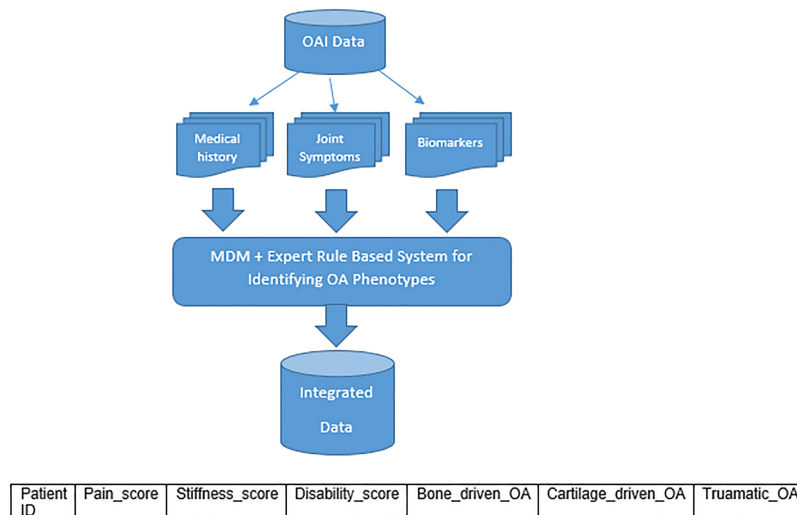 OAI Data
Medical
history
Joint
Symptoms
Biomarkers
MDM + Expert Rule Based System for
Identifying OA Phenotypes
Integrated
Data
Patient ID Pain_score Stiffness_score Disability_score Bone_driven_OA Cartilage_driven_OA Truamatic_OA